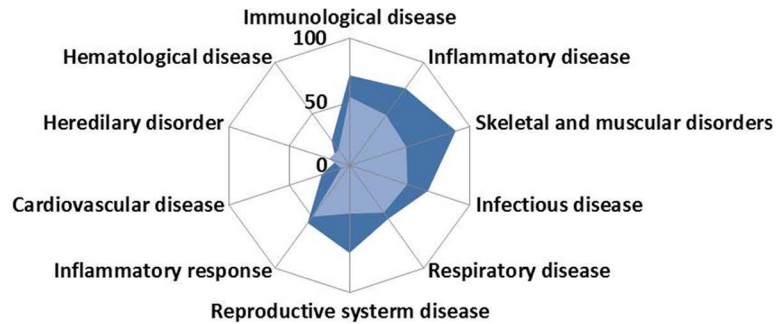 Immunological disease
100
Hematological disease
Inflammatory disease
50
Heredilary disorder
Skeletal and muscular disorders
0
Cardiovascular disease
Infectious disease
Inflammatory response
Respiratory disease
Reproductive systerm disease